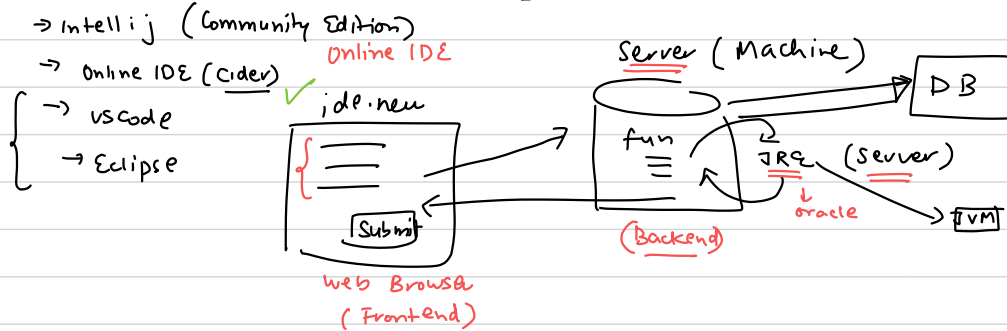 → Intellij (Community Edition)
→ Online IDE (Cider)
→ vscode
→ Eclipse
Online IDE
ide.new
Submit
Web Browser
(Frontend)
Server (Machine)
fun
(Backend)
JRE (Server)
↓
oracle
JVM
DB